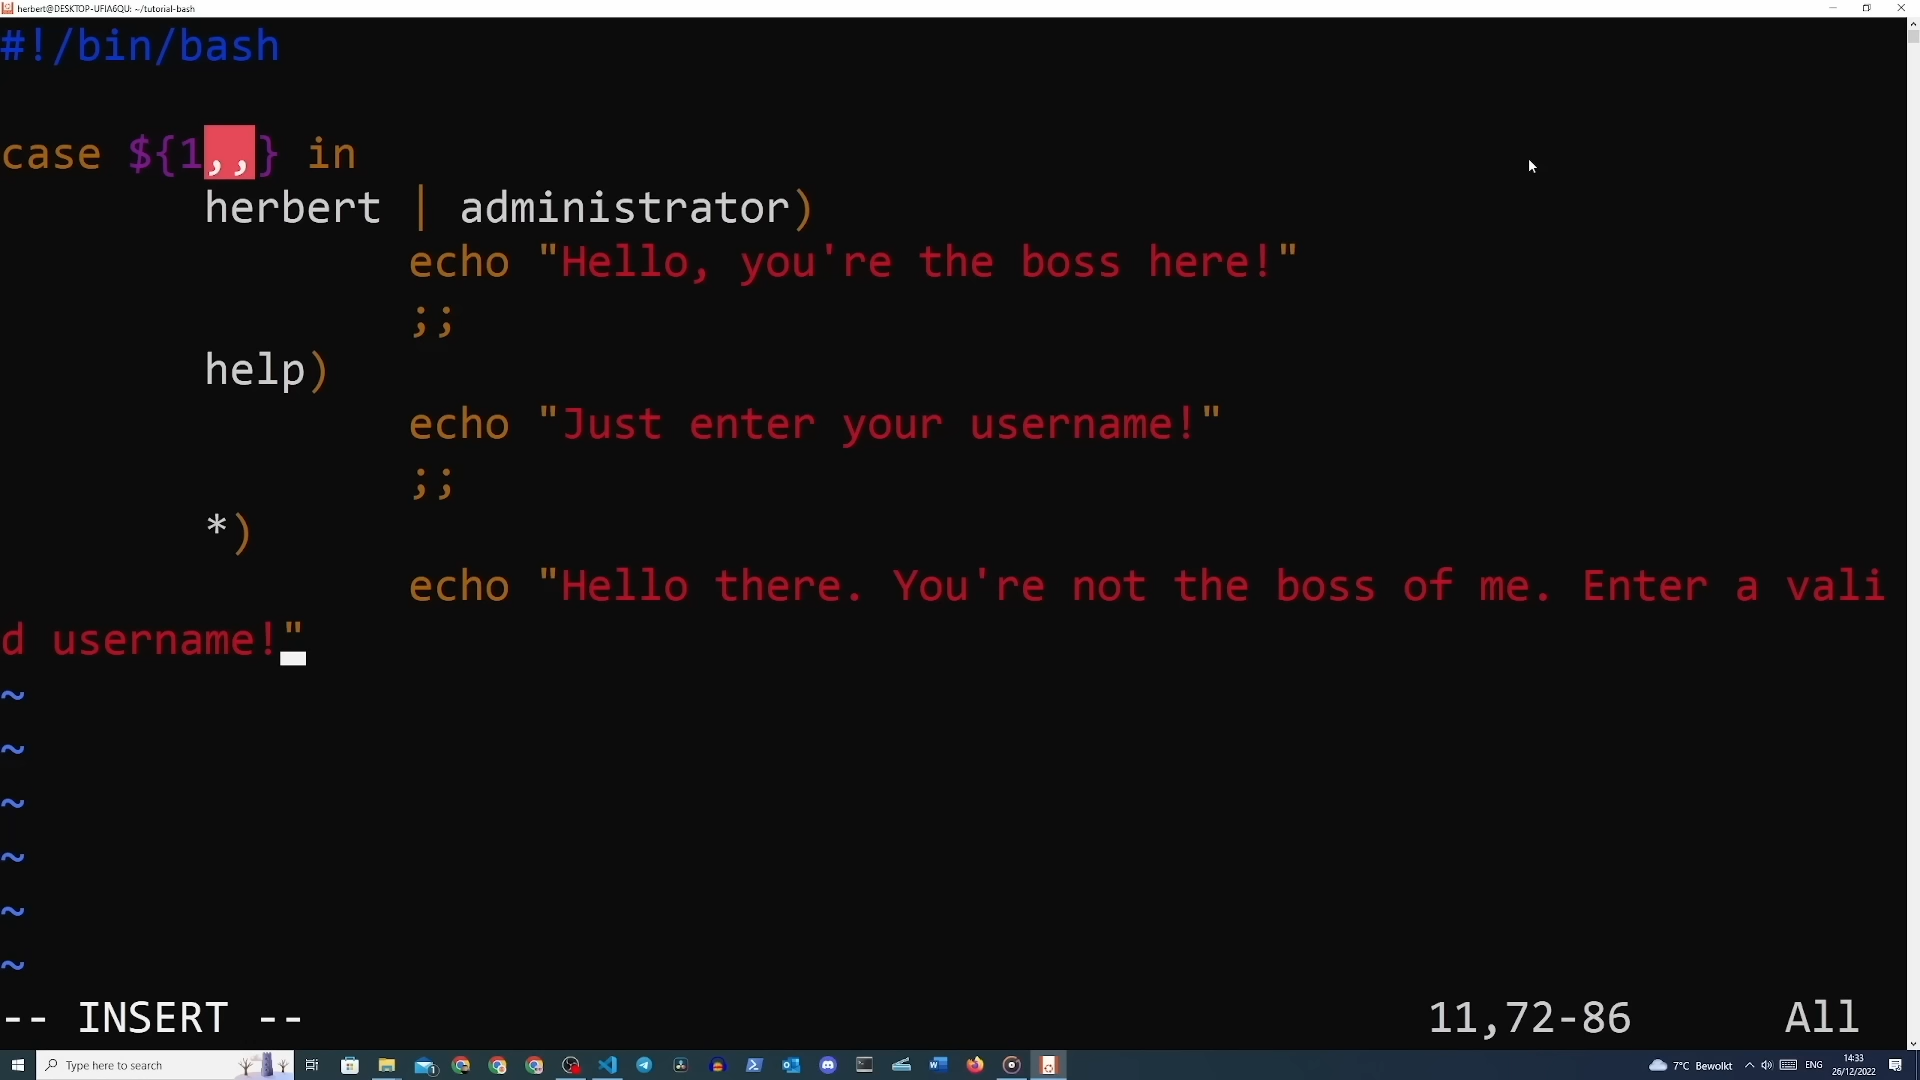 herbert@DESKTOP-UFIA6QU: ~/tutorial-bash
#!/bin/bash
case ${1,,} in
herbert | administrator)
echo "Hello, you're the boss here!"
;;
help)
echo "Just enter your username!"
;;
*)
echo "Hello there. You're not the boss of me. Enter a vali
d username!"
~
~
~
~
~
~
-- INSERT -- 11,72-86 All
Type here to search 7°C Bewolkt ENG 14:33
26/12/2022